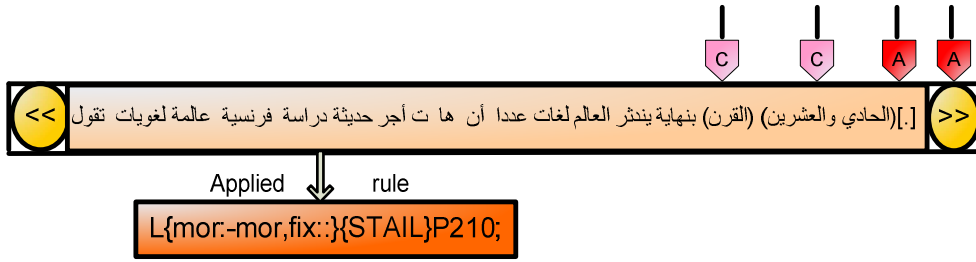 C C A A
<< تقول لغويات عالمة فرنسية دراسة حديثة أجر ت ها أن عددا لغات العالم يندثر بنهاية (القرن) (الحادي والعشرين)[.] >>
Applied rule
L{mor:-mor,fix::}{STAIL}P210;